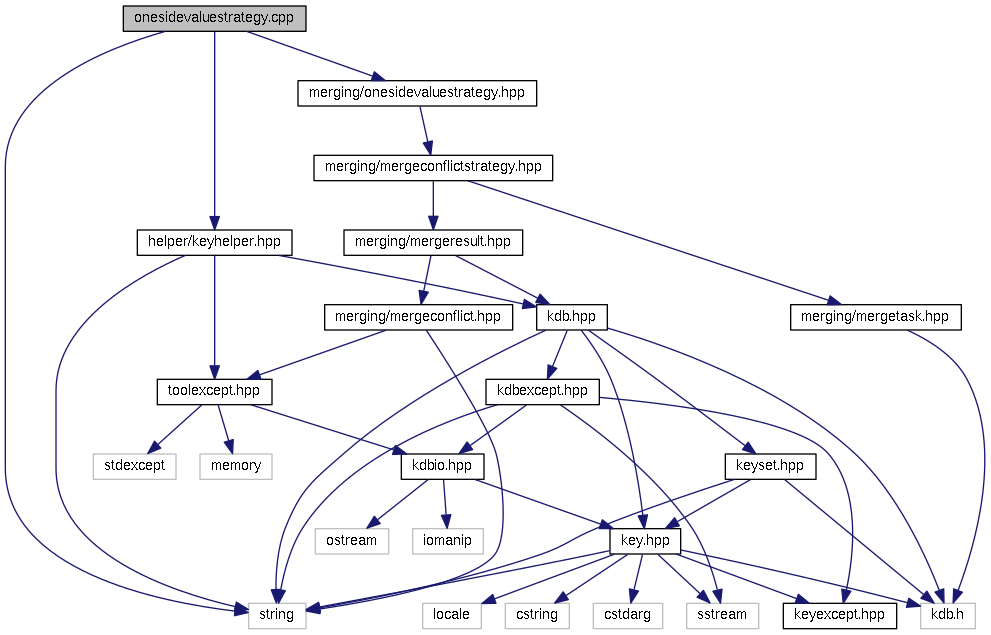 onesidevaluestrategy.cpp
merging/onesidevaluestrategy.hpp
merging/mergeconflictstrategy.hpp
helper/keyhelper.hpp
merging/mergeresult.hpp
merging/mergeconflict.hpp
kdb.hpp
merging/mergetask.hpp
toolexcept.hpp
kdbexcept.hpp
stdexcept
memory
kdbio.hpp
keyset.hpp
ostream
iomanip
key.hpp
string
locale
cstring
cstdarg
sstream
keyexcept.hpp
kdb.h